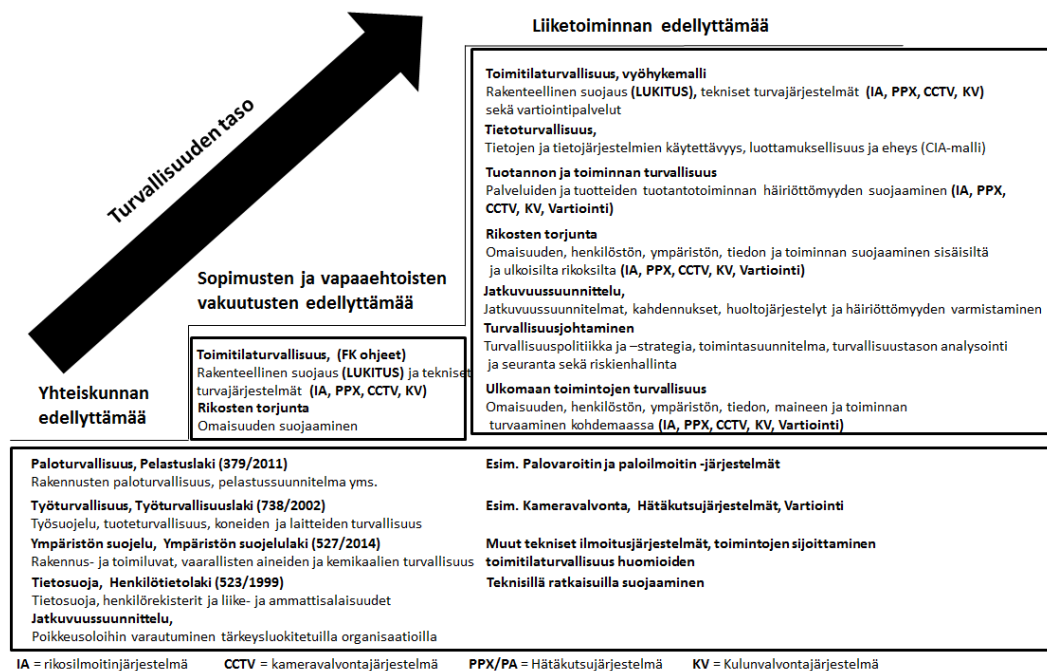 Liiketoiminnan edellyttämää
Turvallisuuden taso
Toimitilaturvallisuus, vyöhykemalli
Rakenteellinen suojaus (LUKITUS), tekniset turvajärjestelmät (IA, PPX, CCTV, KV)
sekä vartiointipalvelut
Tietoturvallisuus,
Tietojen ja tietojärjestelmien käytettävyys, luottamuksellisuus ja eheys (CIA-malli)
Tuotannon ja toiminnan turvallisuus
Palveluiden ja tuotteiden tuotantotoiminnan häiriöttömyyden suojaaminen (IA, PPX,
CCTV, KV, Vartiointi)
Rikosten torjunta
Omaisuuden, henkilöstön, ympäristön, tiedon ja toiminnan suojaaminen sisäisiltä
ja ulkoisilta rikoksilta (IA, PPX, CCTV, KV, Vartiointi)
Jatkuvuussuunnittelu,
Jatkuvuussuunnitelmat, kahdennukset, huoltojärjestelyt ja häiriöttömyyden varmistaminen
Turvallisuusjohtaminen
Turvallisuuspolitiikka ja –strategia, toimintasuunnitelma, turvallisuustason analysointi
ja seuranta sekä riskienhallinta
Ulkomaan toimintojen turvallisuus
Omaisuuden, henkilöstön, ympäristön, tiedon, maineen ja toiminnan
turvaaminen kohdemaassa (IA, PPX, CCTV, KV, Vartiointi)
Sopimusten ja vapaaehtoisten
vakuutusten edellyttämää
Toimitilaturvallisuus, (FK ohjeet)
Rakenteellinen suojaus (LUKITUS) ja tekniset
turvajärjestelmät (IA, PPX, CCTV, KV)
Rikosten torjunta
Omaisuuden suojaaminen
Yhteiskunnan
edellyttämää
Paloturvallisuus, Pelastuslaki (379/2011)
Rakennusten paloturvallisuus, pelastussuunnitelma yms.
Esim. Palovaroitin ja paloilmoitin -järjestelmät
Työturvallisuus, Työturvallisuuslaki (738/2002)
Työsuojelu, tuoteturvallisuus, koneiden ja laitteiden turvallisuus
Esim. Kameravalvonta, Hätäkutsujärjestelmät, Vartiointi
Ympäristön suojelu, Ympäristön suojelulaki (527/2014)
Rakennus- ja toimiluvat, vaarallisten aineiden ja kemikaalien turvallisuus
Muut tekniset ilmoitusjärjestelmät, toimintojen sijoittaminen
toimitilaturvallisuus huomioiden
Tietosuoja, Henkilötietolaki (523/1999)
Tietosuoja, henkilörekisterit ja liike- ja ammattisalaisuudet
Teknisillä ratkaisuilla suojaaminen
Jatkuvuussuunnittelu,
Poikkeusoloihin varautuminen tärkeysluokitetuilla organisaatioilla
IA = rikosilmoitinjärjestelmä CCTV = kameravalvontajärjestelmä PPX/PA = Hätäkutsujärjestelmä KV = Kulunvalvontajärjestelmä